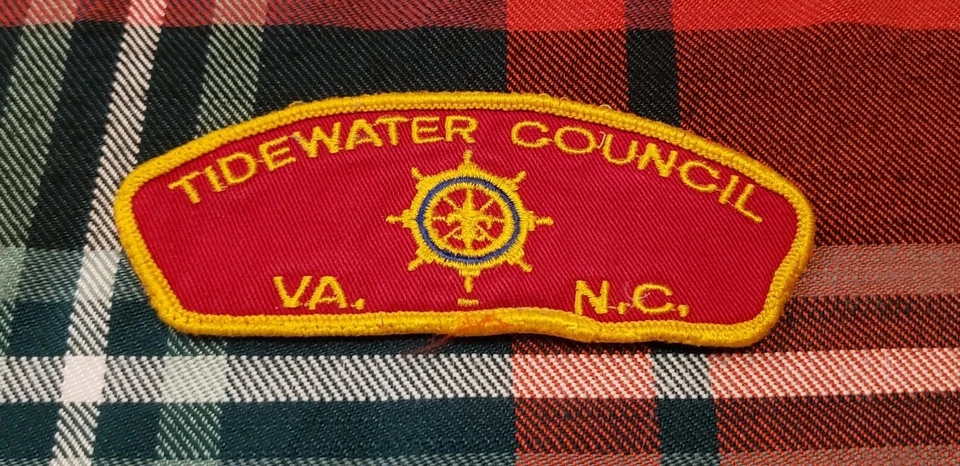 TIDEWATER COUNCIL
VA. N.C.